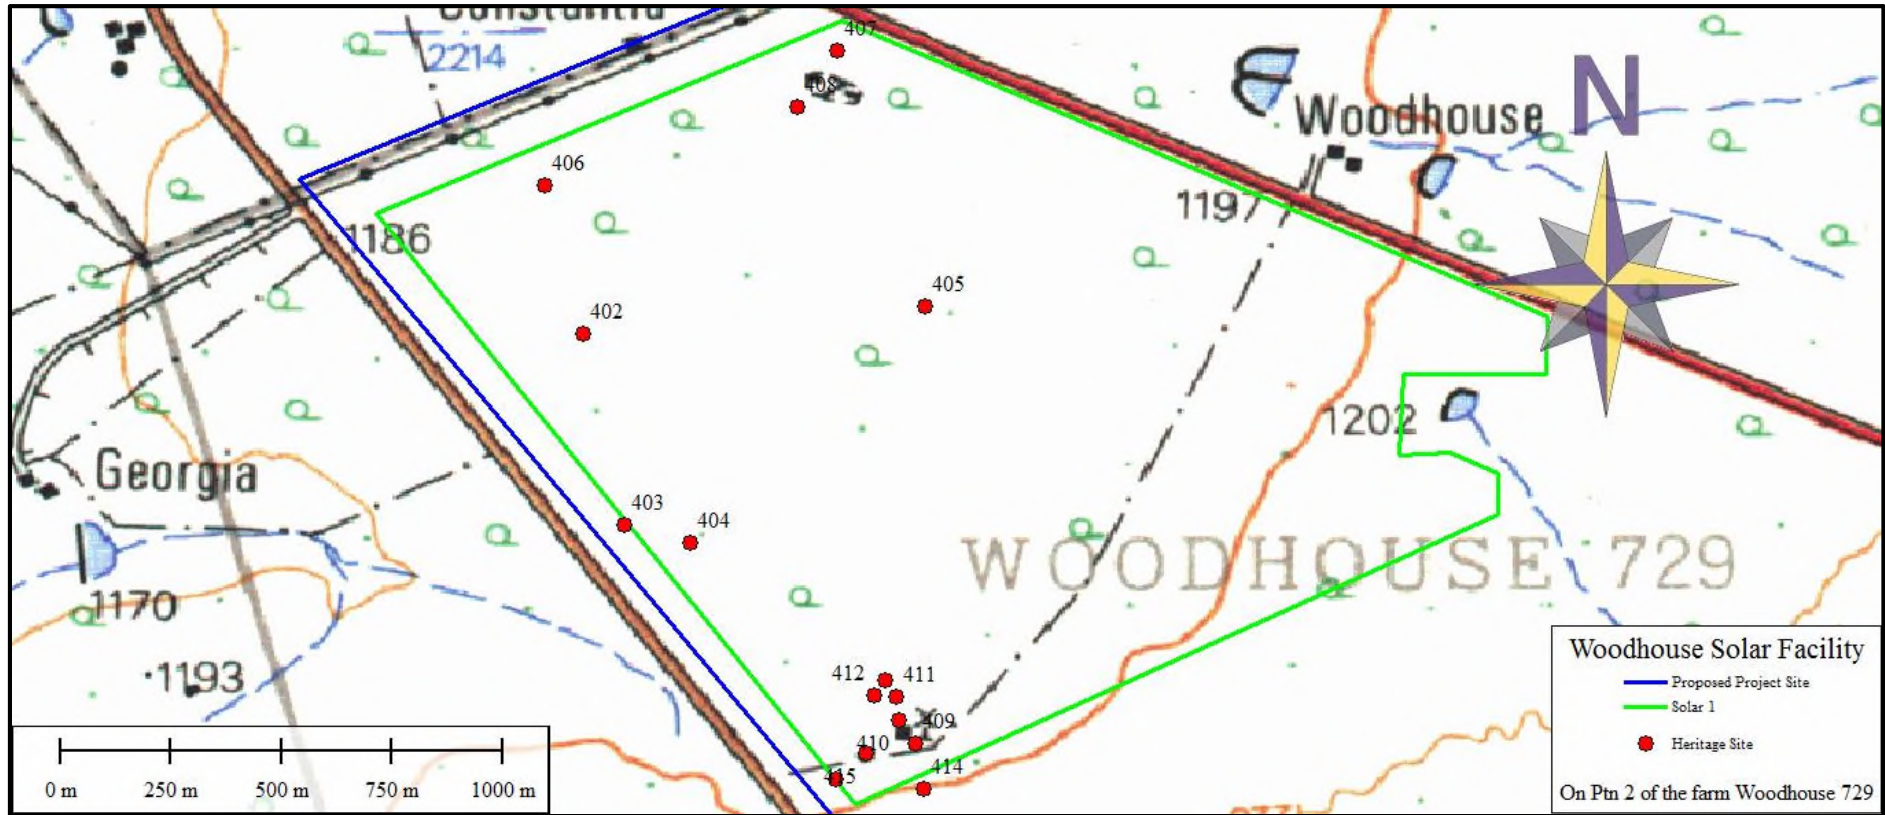 Constantia
2214
407
408
N
Woodhouse
406
1197
1186
405
402
1202
Georgia
403
404
WOODHOUSE 729
1170
1193
412
411
409
410
415
414
0 m 250 m 500 m 750 m 1000 m
Woodhouse Solar Facility
Proposed Project Site
Solar 1
Heritage Site
On Ptn 2 of the farm Woodhouse 729